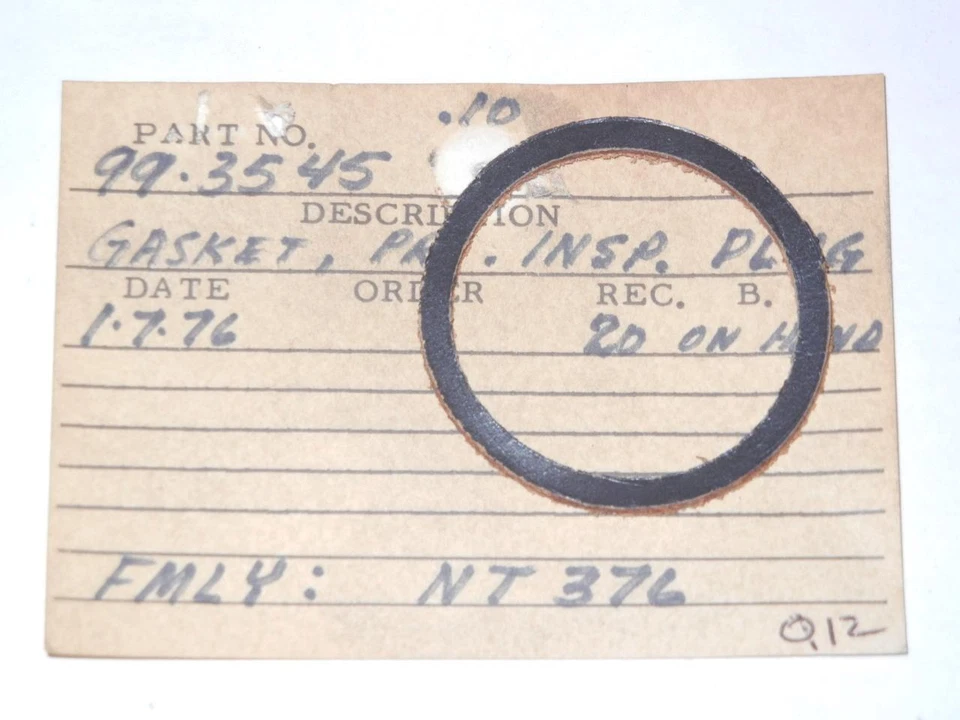 .10
PART NO.
99.3545
DESCRIPTION
GASKET, PR . INSP. PLUG
DATE ORDER REC. B.
1.7.76 20 ON HAND
FMLY: NT 376
Q12